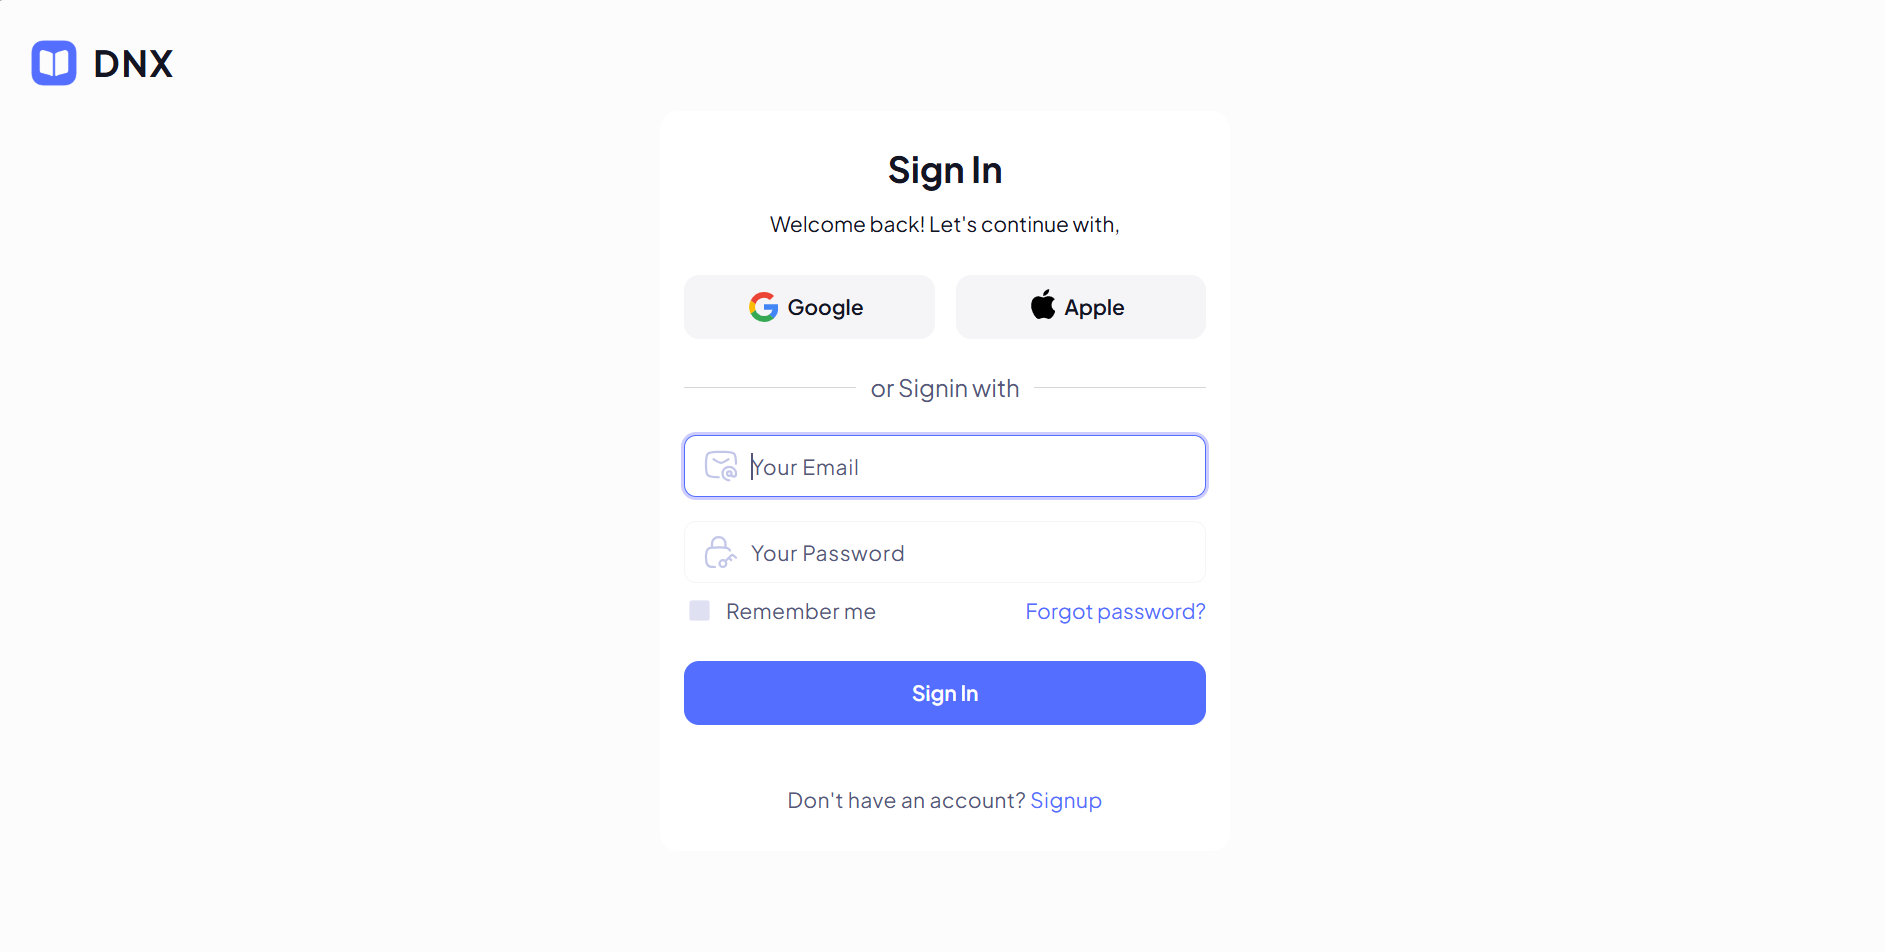 DNX
Sign In
Welcome back! Let's continue with,
Google
Apple
or Signin with
Your Email
Your Password
Remember me
Forgot password?
Sign In
Don't have an account? Signup